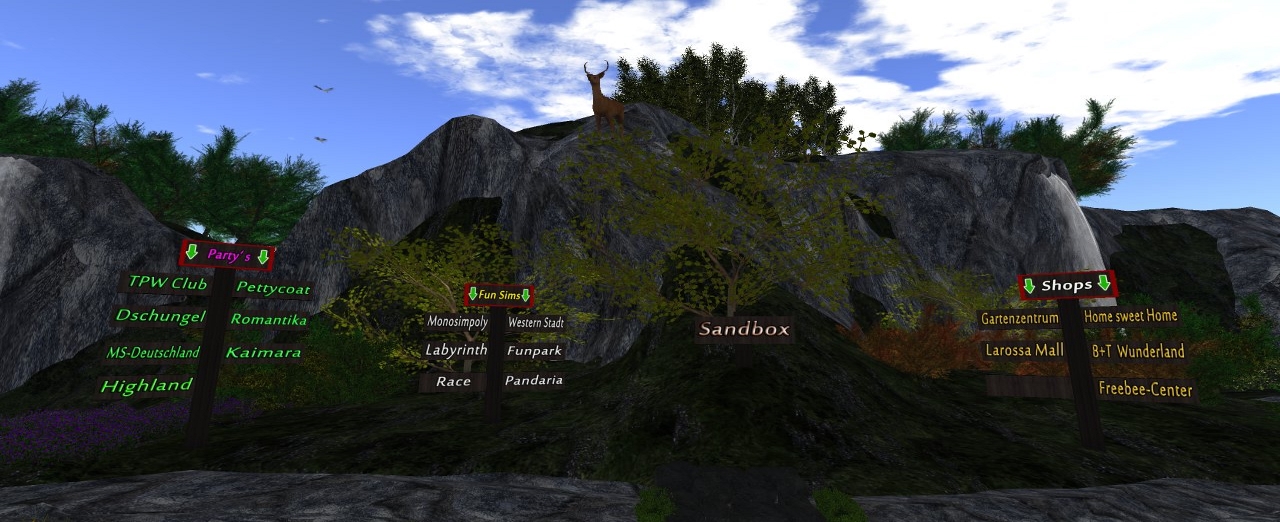 Party's
TPW Club
Pettycoat
Dschungel
Romantika
MS-Deutschland
Kaimara
Highland
Fun Sims
Monosimpoly
Western Stadt
Labyrinth
Funpark
Race
Pandaria
Sandbox
Shops
Gartenzentrum
Home sweet Home
Larossa Mall
B+T Wunderland
Freebee-Center